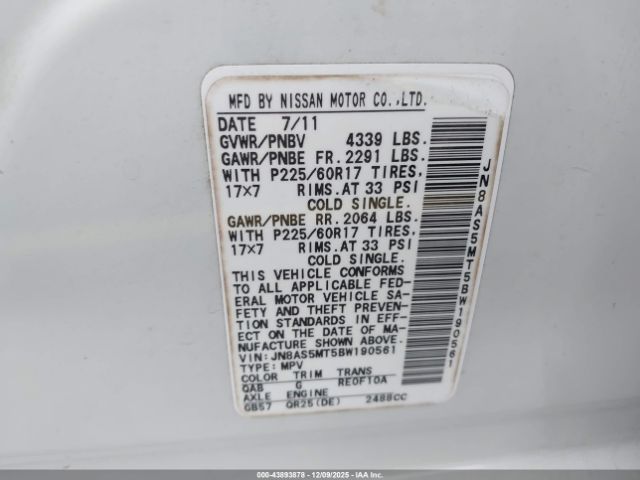 MFD BY NISSAN MOTOR CO.,LTD.
DATE 7/11
GVWR/PNBV 4339 LBS.
GAWR/PNBE FR. 2291 LBS.
WITH P225/60R17 TIRES.
17×7 RIMS. AT 33 PSI
COLD SINGLE.
GAWR/PNBE RR. 2064 LBS.
WITH P225/60R17 TIRES.
17×7 RIMS. AT 33 PSI
COLD SINGLE.
THIS VEHICLE CONFORMS
TO ALL APPLICABLE FED-
ERAL MOTOR VEHICLE SA-
FETY AND THEFT PREVEN-
TION STANDARDS IN EFF-
ECT ON THE DATE OF MA-
NUFACTURE SHOWN ABOVE.
VIN: JN8AS5MT5BW190561
TYPE: MPV
COLOR TRIM TRANS
QAB G RE0F10A
AXLE ENGINE
GB57 QR25(DE) 2488CC
JN8AS5MT5BW190561
000-43893878 - 12/09/2025 - IAAI.COM